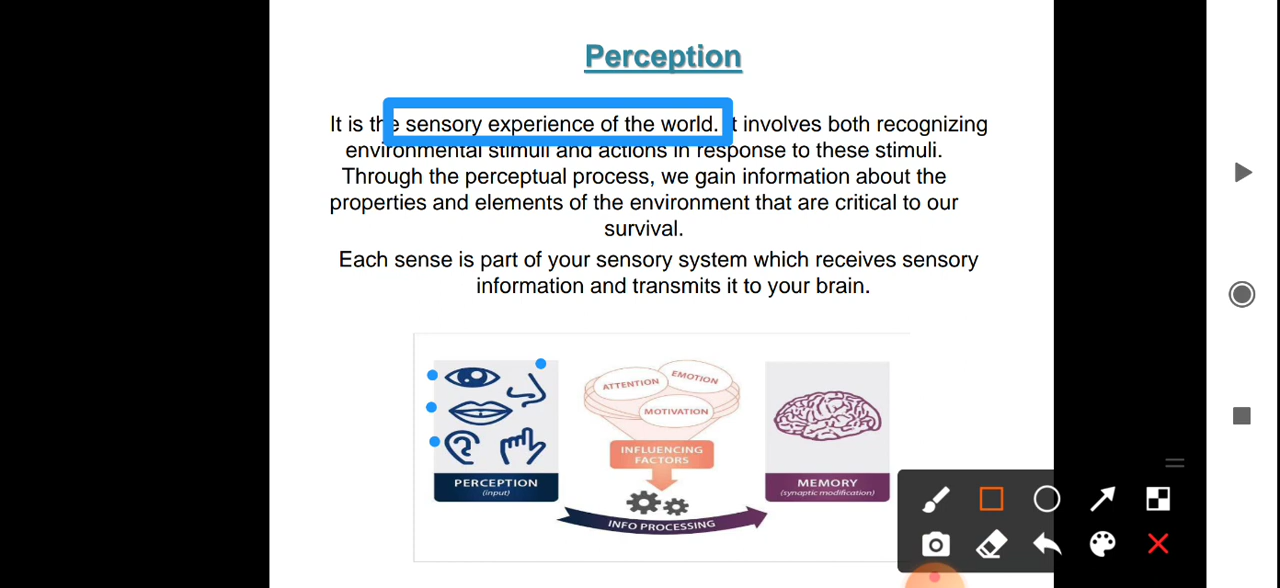 Perception
It is the sensory experience of the world. It involves both recognizing
environmental stimuli and actions in response to these stimuli.
Through the perceptual process, we gain information about the
properties and elements of the environment that are critical to our
survival.
Each sense is part of your sensory system which receives sensory
information and transmits it to your brain.
ATTENTION
EMOTION
MOTIVATION
INFLUENCING
FACTORS
PERCEPTION
(input)
INFO PROCESSING
MEMORY
(synaptic modification)